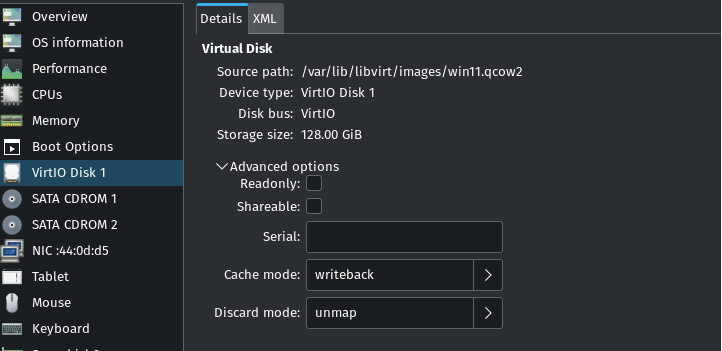 Overview
OS information
Performance
CPUs
Memory
Boot Options
VirtIO Disk 1
SATA CDROM 1
SATA CDROM 2
NIC :44:0d:d5
Tablet
Mouse
Keyboard
Details XML
Virtual Disk
Source path: /var/lib/libvirt/images/win11.qcow2
Device type: VirtIO Disk 1
Disk bus: VirtIO
Storage size: 128.00 GiB
Advanced options
Readonly:
Shareable:
Serial:
Cache mode: writeback
Discard mode: unmap